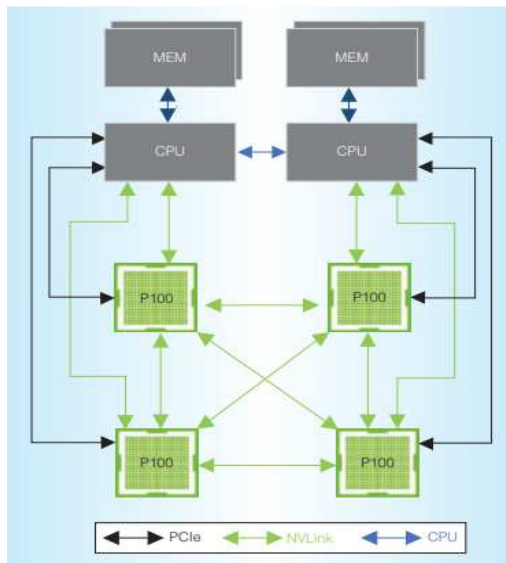 MEM MEM
CPU CPU
P100 P100
P100 P100
PCIe NVLink CPU